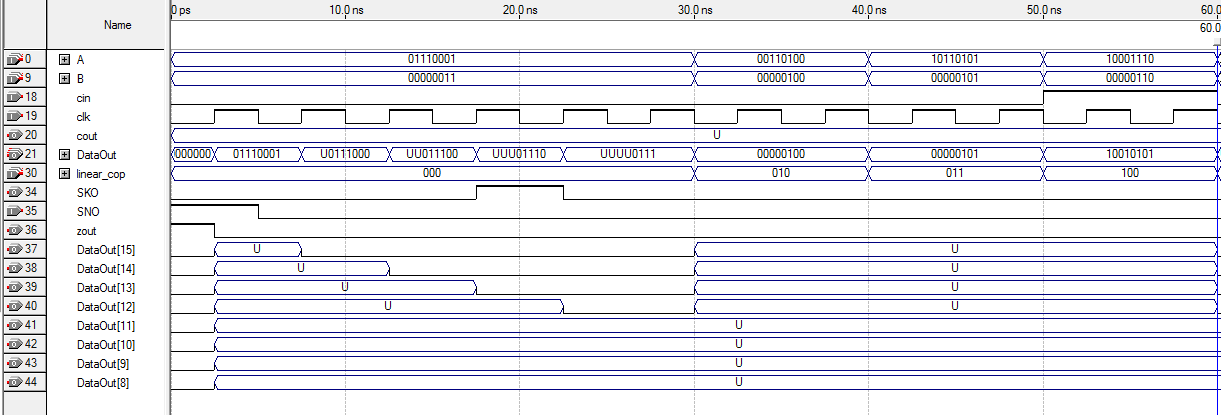 Name 0 ps 10.0 ns 20.0 ns 30.0 ns 40.0 ns 50.0 ns 60.0
60.0
0 A 01110001 00110100 10110101 10001110
9 B 00000011 00000100 00000101 00000110
18 cin
19 clk
20 cout U
21 DataOut 000000 01110001 U0111000 UU011100 UUU01110 UUUU0111 00000100 00000101 10010101
30 linear_cop 000 010 011 100
34 SKO
35 SNO
36 zout
37 DataOut[15] U U
38 DataOut[14] U U
39 DataOut[13] U U
40 DataOut[12] U U
41 DataOut[11] U
42 DataOut[10] U
43 DataOut[9] U
44 DataOut[8] U